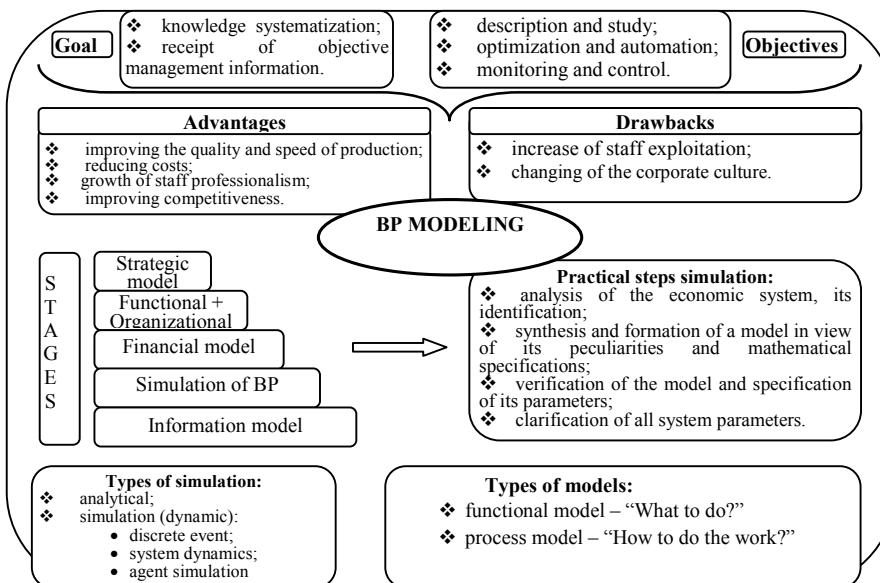 Goal
❖ knowledge systematization;
❖ receipt of objective
management information.
❖ description and study;
❖ optimization and automation;
❖ monitoring and control.
Objectives
Advantages
❖ improving the quality and speed of production;
❖ reducing costs;
❖ growth of staff professionalism;
❖ improving competitiveness.
Drawbacks
❖ increase of staff exploitation;
❖ changing of the corporate culture.
BP MODELING
S
T
A
G
E
S
Strategic
model
Functional +
Organizational
Financial model
Simulation of BP
Information model
Practical steps simulation:
❖ analysis of the economic system, its
identification;
❖ synthesis and formation of a model in view
of its peculiarities and mathematical
specifications;
❖ verification of the model and specification
of its parameters;
❖ clarification of all system parameters.
Types of simulation:
❖ analytical;
❖ simulation (dynamic):
• discrete event;
• system dynamics;
• agent simulation
Types of models:
❖ functional model – “What to do?”
❖ process model – “How to do the work?”